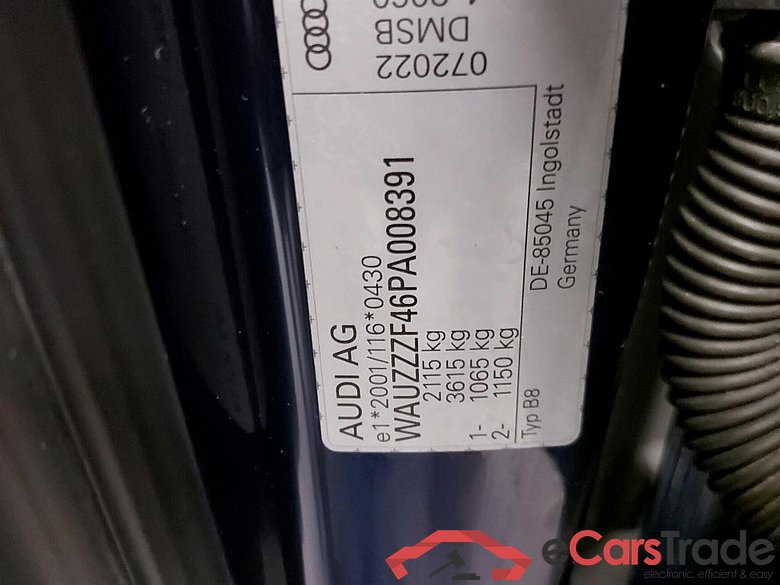 AUDI AG
e1*2001/116*0430
WAUZZZF46PA008391
2115 kg
3615 kg
1- 1065 kg
2- 1150 kg
Typ B8
DE-85045 Ingolstadt
Germany
072022
DMSB
eCarsTrade
electronic, efficient & easy